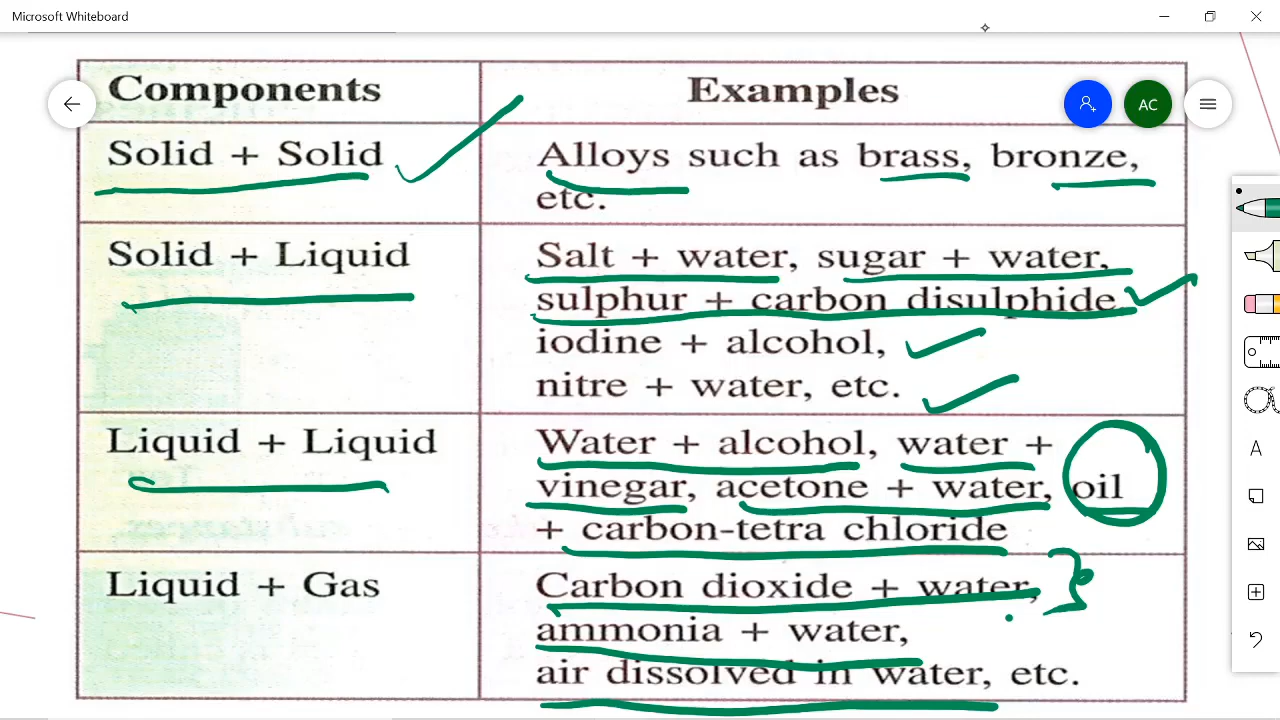 Microsoft Whiteboard
Components
Examples
AC
Solid + Solid
Alloys such as brass, bronze,
etc.
Solid + Liquid
Salt + water, sugar + water,
sulphur + carbon disulphide
iodine + alcohol,
nitre + water, etc.
Liquid + Liquid
Water + alcohol, water +
vinegar, acetone + water, oil
+ carbon-tetra chloride
Liquid + Gas
Carbon dioxide + water,
ammonia + water,
air dissolved in water, etc.
A